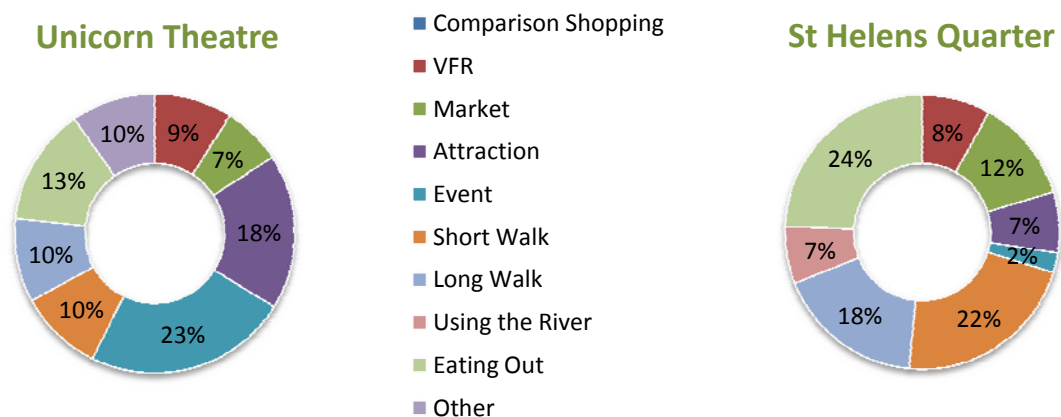 Unicorn Theatre
9%
7%
18%
23%
10%
10%
13%
10%
Comparison Shopping
VFR
Market
Attraction
Event
Short Walk
Long Walk
Using the River
Eating Out
Other
St Helens Quarter
8%
12%
7%
2%
22%
18%
7%
24%